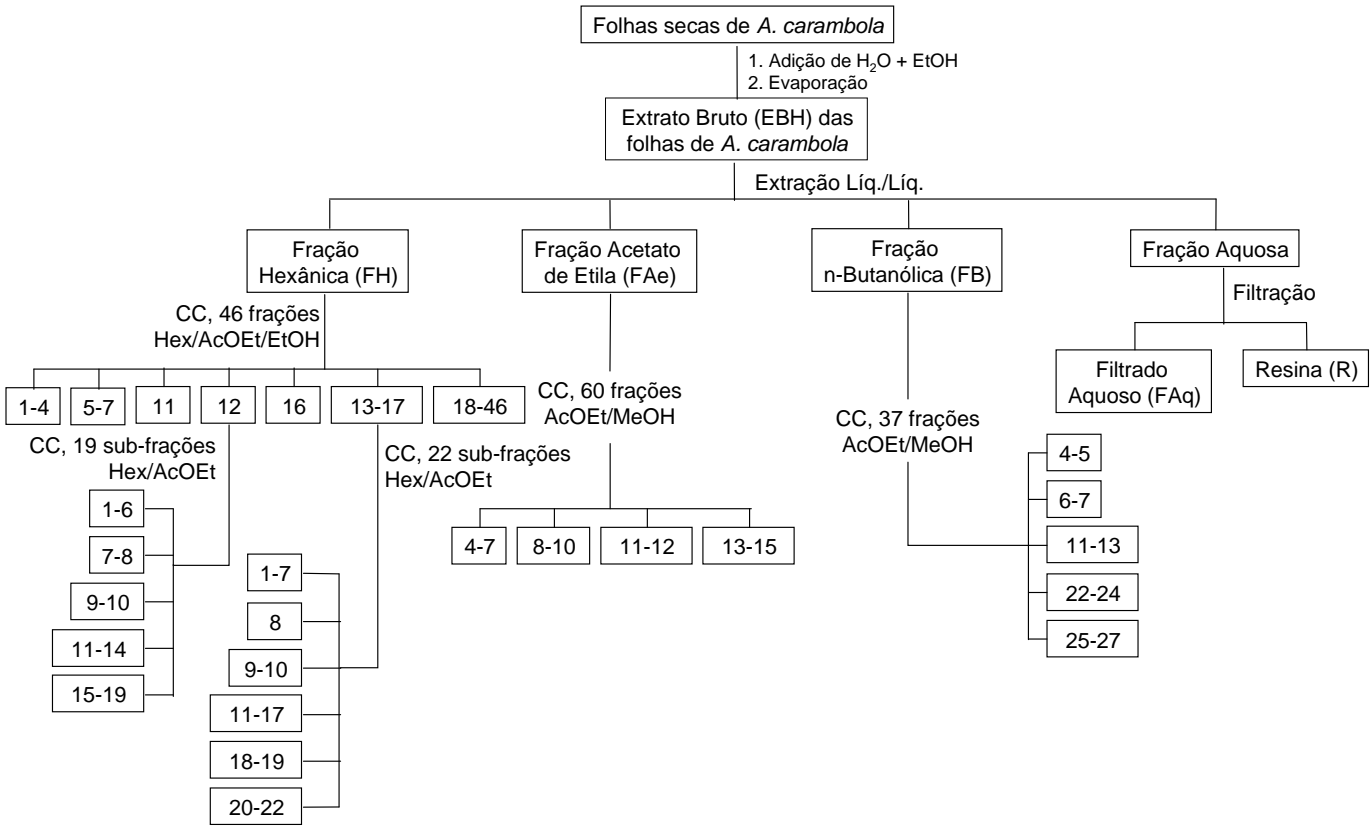 Folhas secas de A. carambola
1. Adição de H₂O + EtOH
2. Evaporação
Extrato Bruto (EBH) das
folhas de A. carambola
Extração Líq./Líq.
Fração
Hexânica (FH)
Fração Acetato
de Etila (FAe)
Fração
n-Butanólica (FB)
Fração Aquosa
CC, 46 frações
Hex/AcOEt/EtOH
Filtração
1-4
5-7
11
12
16
13-17
18-46
CC, 60 frações
AcOEt/MeOH
CC, 37 frações
AcOEt/MeOH
Filtrado
Aquoso (FAq)
Resina (R)
CC, 19 sub-frações
Hex/AcOEt
CC, 22 sub-frações
Hex/AcOEt
1-6
7-8
9-10
11-14
15-19
1-7
8
9-10
11-17
18-19
20-22
4-7
8-10
11-12
13-15
4-5
6-7
11-13
22-24
25-27